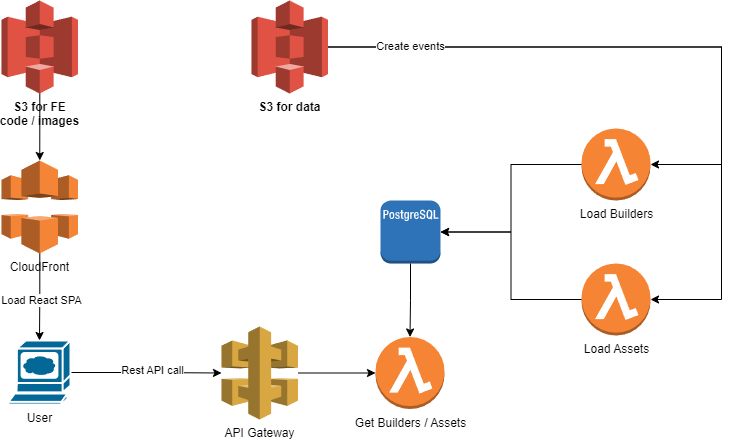 Create events
S3 for FE
code / images
S3 for data
Load Builders
PostgreSQL
CloudFront
Load React SPA
Load Assets
Rest API call
User
API Gateway
Get Builders / Assets